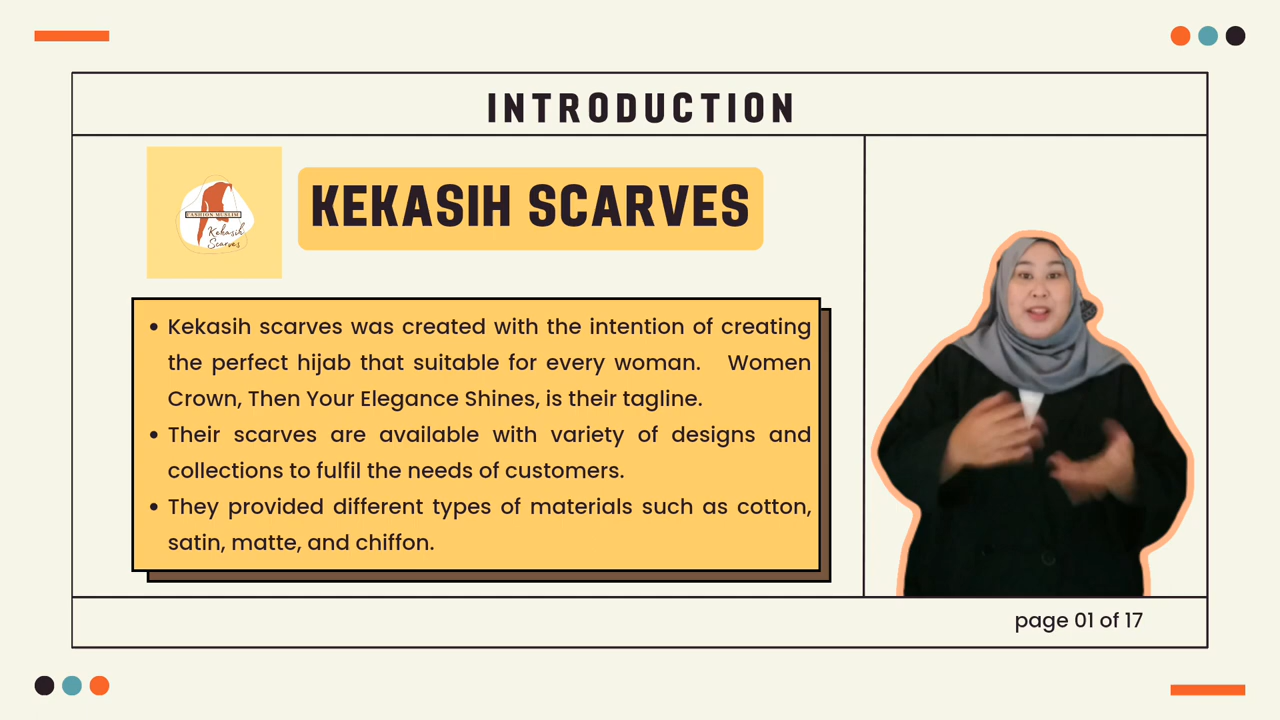 INTRODUCTION
FASHION MUSLIM
Kekasih
Scarves
KEKASIH SCARVES
• Kekasih scarves was created with the intention of creating
the perfect hijab that suitable for every woman. Women
Crown, Then Your Elegance Shines, is their tagline.
• Their scarves are available with variety of designs and
collections to fulfil the needs of customers.
• They provided different types of materials such as cotton,
satin, matte, and chiffon.
page 01 of 17